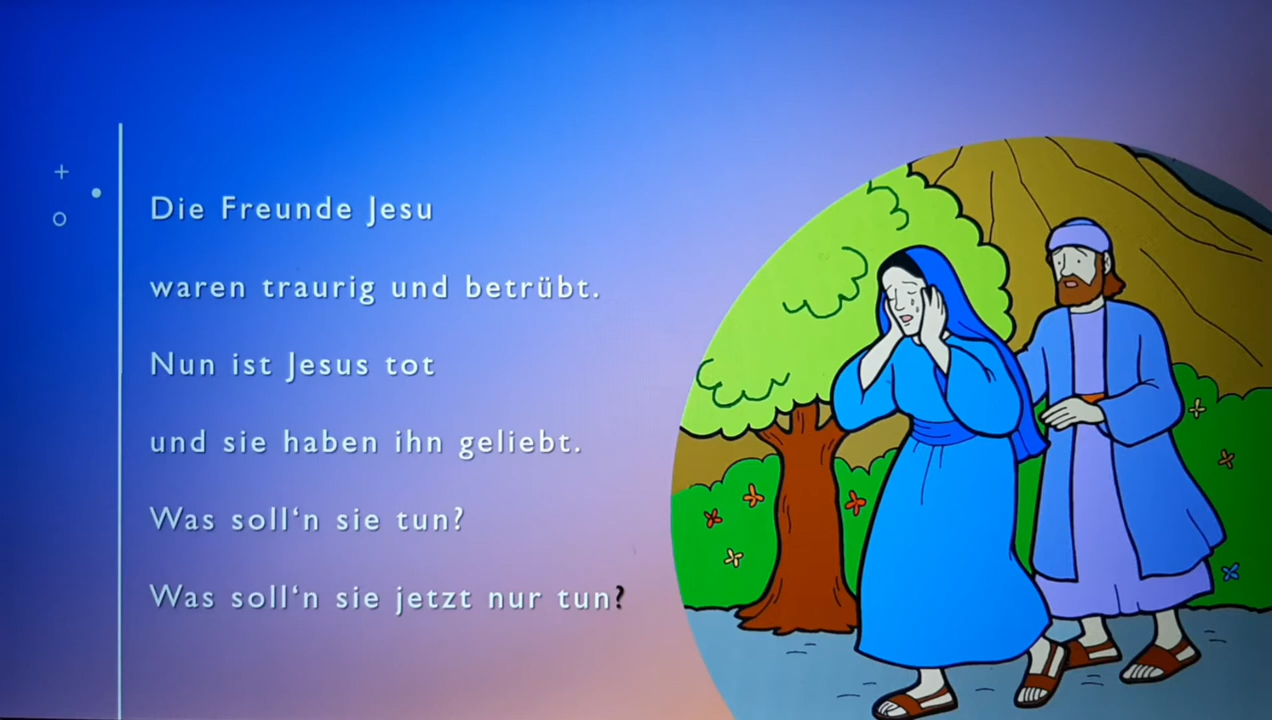 Die Freunde Jesu
waren traurig und betrübt.
Nun ist Jesus tot
und sie haben ihn geliebt.
Was soll‘n sie tun?
Was soll‘n sie jetzt nur tun?